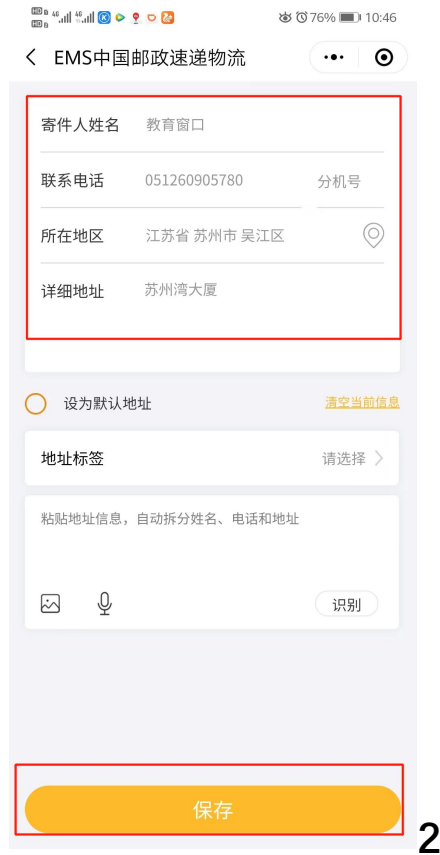 76% 10:46
EMS中国邮政速递物流
寄件人姓名 教育窗口
联系电话 051260905780 分机号
所在地区 江苏省 苏州市 吴江区
详细地址 苏州湾大厦
设为默认地址 清空当前信息
地址标签 请选择
粘贴地址信息，自动拆分姓名、电话和地址
识别
保存
2